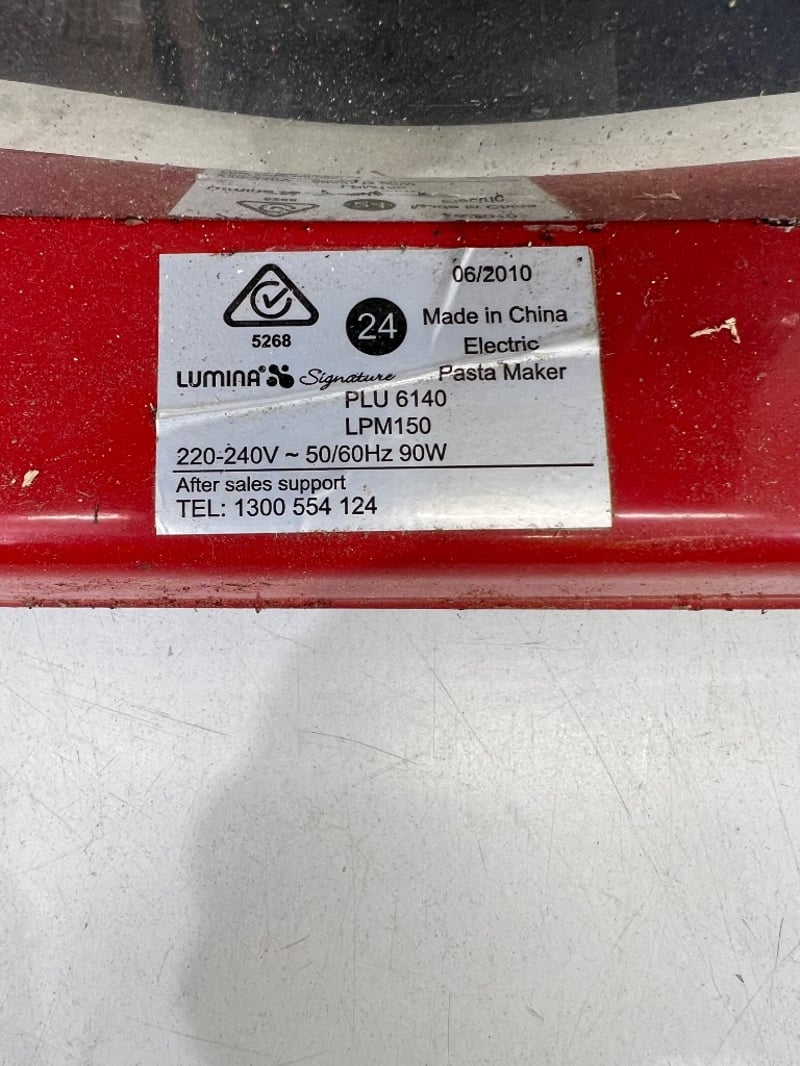 06/2010
5268
24
Made in China
Electric
LUMINA Signature
Pasta Maker
PLU 6140
LPM150
220-240V ~ 50/60Hz 90W
After sales support
TEL: 1300 554 124